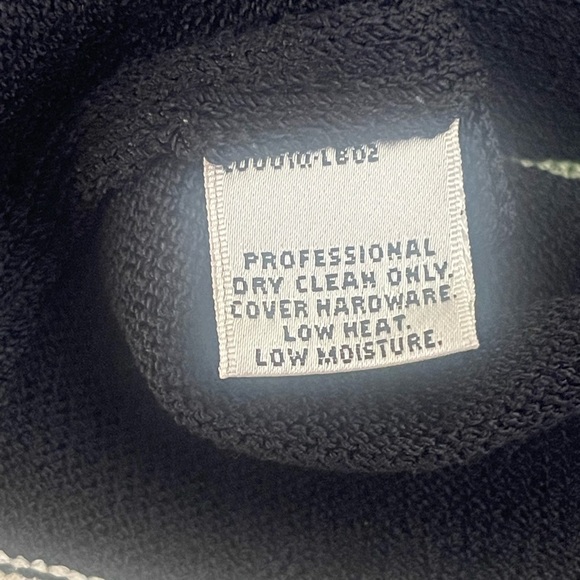 PROFESSIONAL
DRY CLEAN ONLY.
COVER HARDWARE.
LOW HEAT.
LOW MOISTURE.